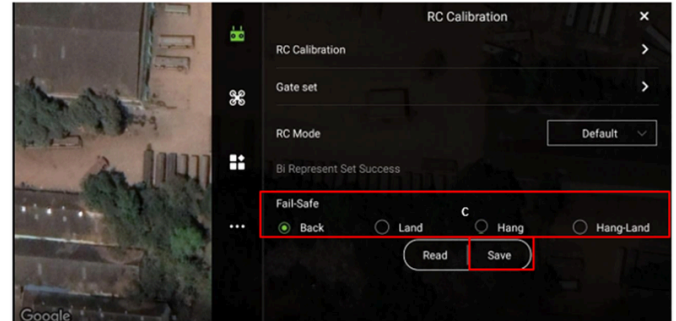 RC Calibration
RC Calibration
Gate set
RC Mode Default
Bi Represent Set Success
Fail-Safe
C
Back Land Hang Hang-Land
Read Save
Google